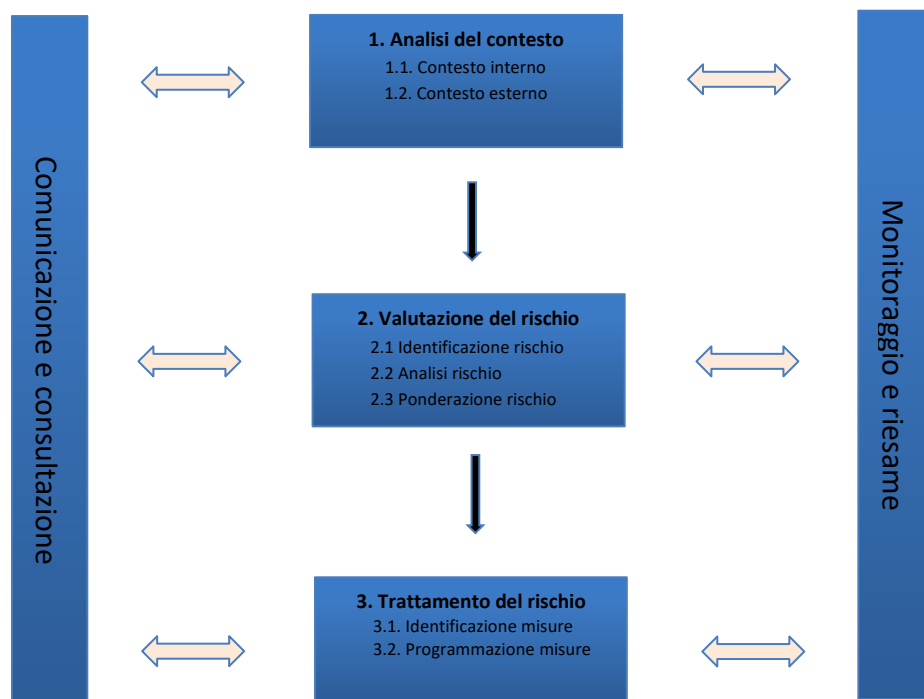 Comunicazione e consultazione
1. Analisi del contesto
1.1. Contesto interno
1.2. Contesto esterno
2. Valutazione del rischio
2.1 Identificazione rischio
2.2 Analisi rischio
2.3 Ponderazione rischio
3. Trattamento del rischio
3.1. Identificazione misure
3.2. Programmazione misure
Monitoraggio e riesame